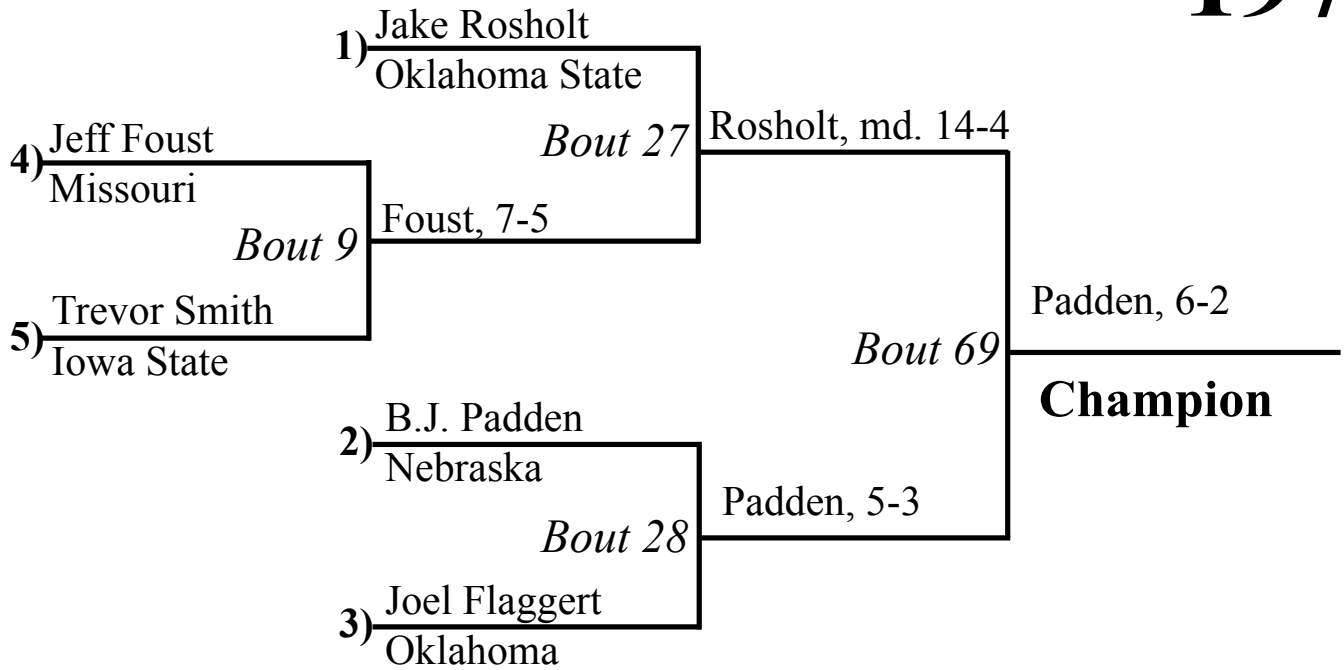 197
1) Jake Rosholt
Oklahoma State
Bout 27
Rosholt, md. 14-4
4) Jeff Foust
Missouri
Bout 9
Foust, 7-5
5) Trevor Smith
Iowa State
Bout 69
Padden, 6-2
Champion
2) B.J. Padden
Nebraska
Bout 28
Padden, 5-3
3) Joel Flaggert
Oklahoma